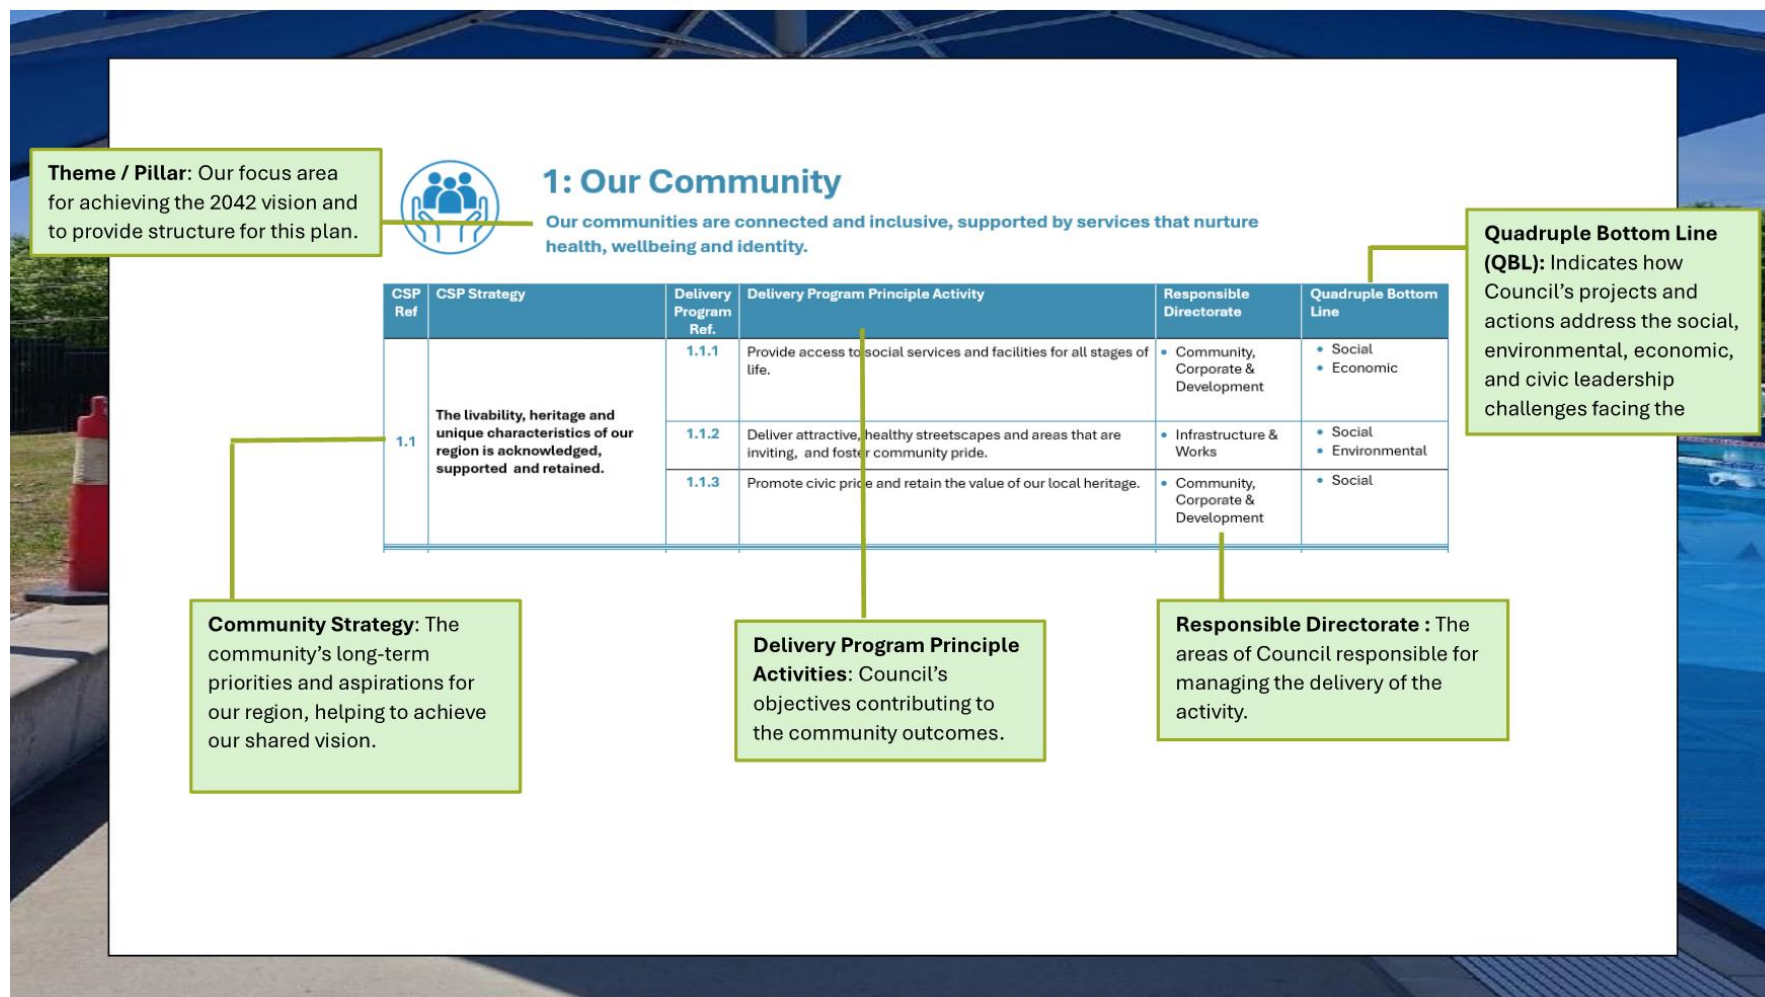 Theme / Pillar: Our focus area
for achieving the 2042 vision and
to provide structure for this plan.
1: Our Community
Our communities are connected and inclusive, supported by services that nurture
health, wellbeing and identity.
Quadruple Bottom Line
(QBL): Indicates how
Council’s projects and
actions address the social,
environmental, economic,
and civic leadership
challenges facing the
CSP
Ref
CSP Strategy
Delivery
Program
Ref.
Delivery Program Principle Activity
Responsible
Directorate
Quadruple Bottom
Line
1.1
The livability, heritage and
unique characteristics of our
region is acknowledged,
supported and retained.
1.1.1
Provide access to social services and facilities for all stages of
life.
• Community,
Corporate &
Development
• Social
• Economic
1.1.2
Deliver attractive, healthy streetscapes and areas that are
inviting, and foster community pride.
• Infrastructure &
Works
• Social
• Environmental
1.1.3
Promote civic pride and retain the value of our local heritage.
• Community,
Corporate &
Development
• Social
Community Strategy: The
community’s long-term
priorities and aspirations for
our region, helping to achieve
our shared vision.
Delivery Program Principle
Activities: Council’s
objectives contributing to
the community outcomes.
Responsible Directorate : The
areas of Council responsible for
managing the delivery of the
activity.